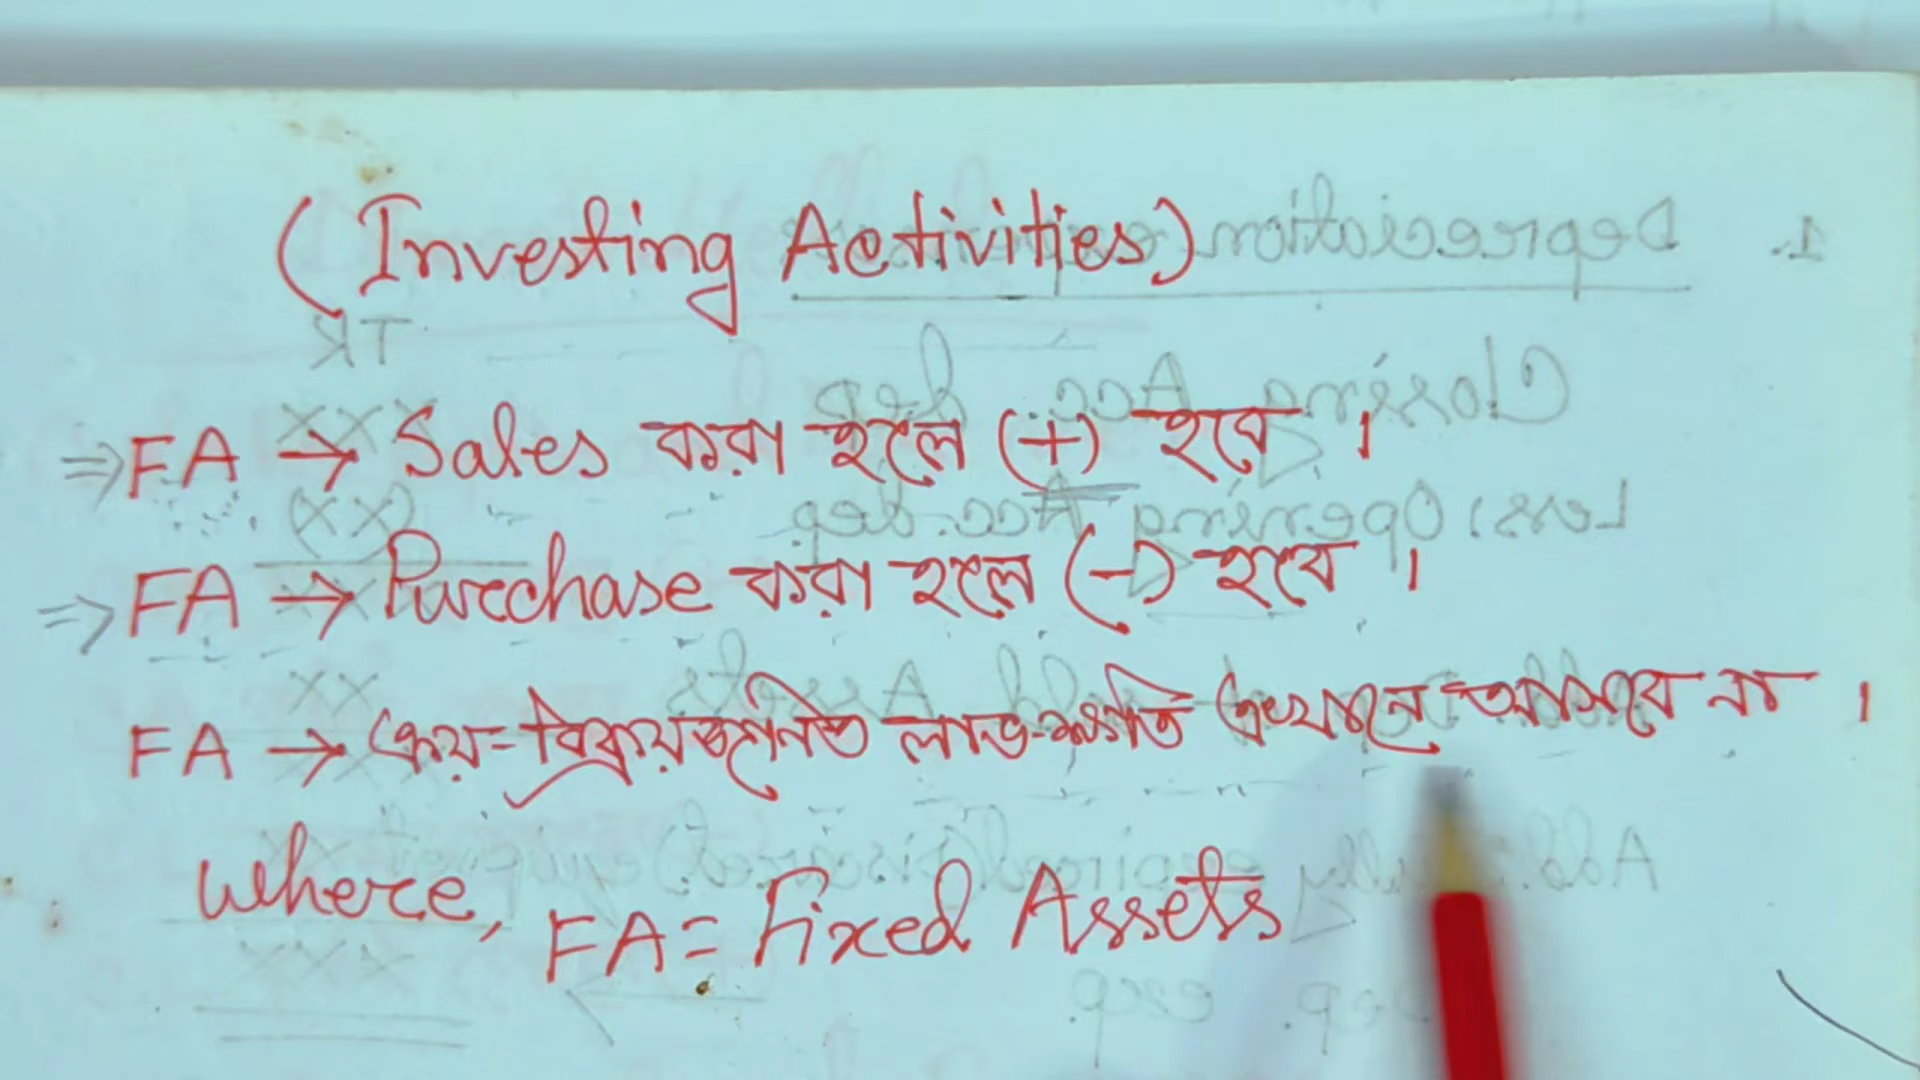 (Investing Activities)
⇒ FA → Sales করা হলে (+) হবে ।
⇒ FA → Purchase করা হলে (-) হবে ।
FA → ক্রয়-বিক্রয়জনিত লাভ-ক্ষতি এখানে আসবে না ।
where, FA = Fixed Assets